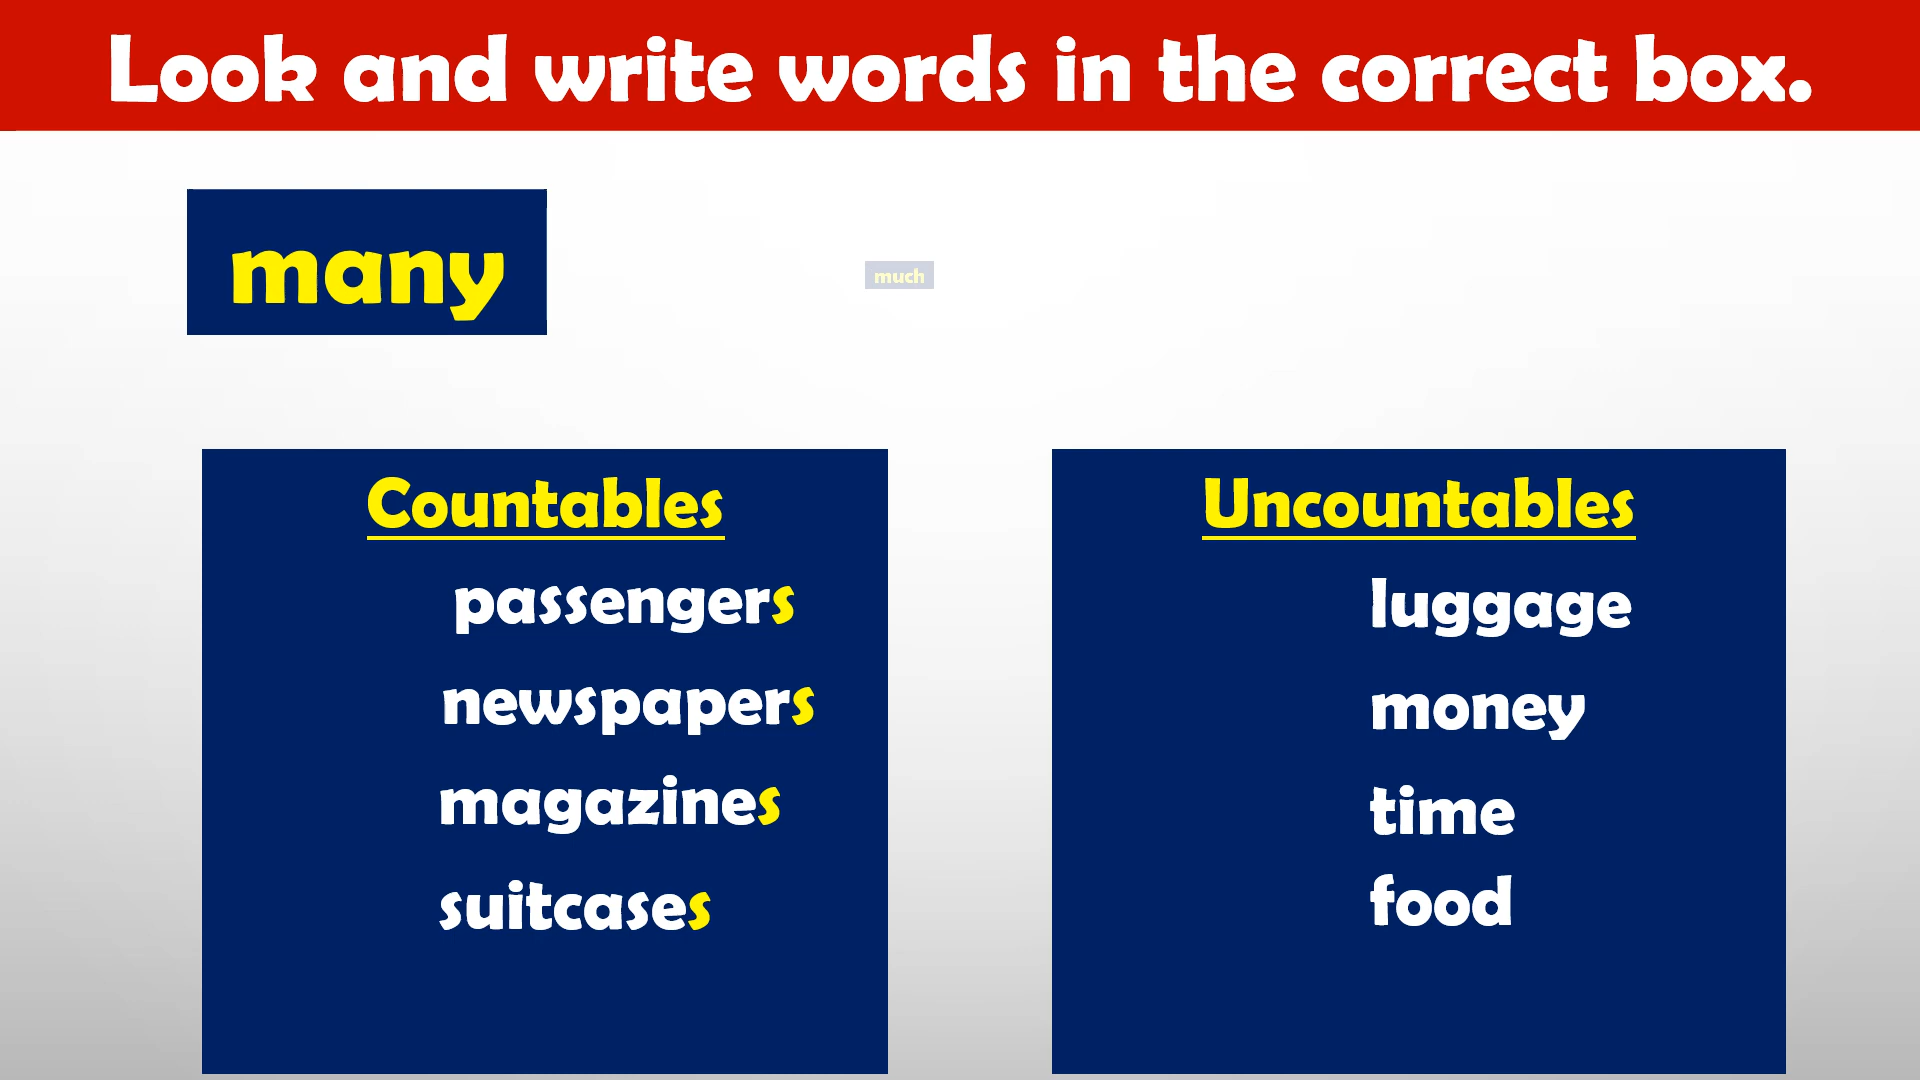 Look and write words in the correct box.
many
much
Countables
passengers
newspapers
magazines
suitcases
Uncountables
luggage
money
time
food